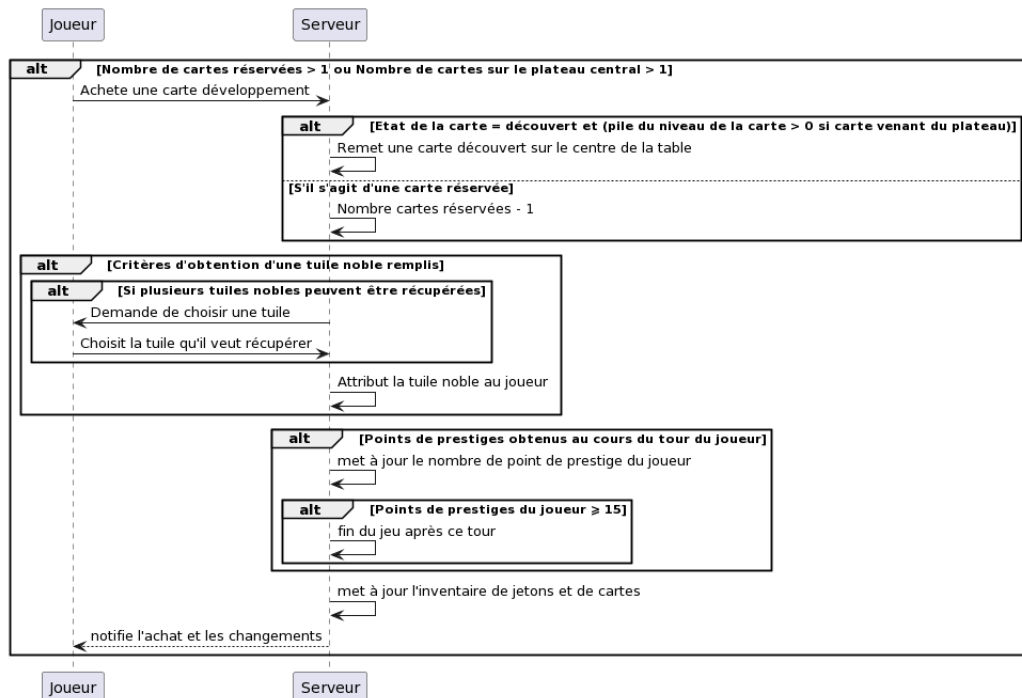 Joueur Serveur
alt [Nombre de cartes réservées > 1 ou Nombre de cartes sur le plateau central > 1]
Achete une carte développement
alt [Etat de la carte = découvert et (pile du niveau de la carte > 0 si carte venant du plateau)]
Remet une carte découvert sur le centre de la table
[S'il s'agit d'une carte réservée]
Nombre cartes réservées - 1
alt [Critères d'obtention d'une tuile noble remplis]
alt [Si plusieurs tuiles nobles peuvent être récupérées]
Demande de choisir une tuile
Choisit la tuile qu'il veut récupérer
Attribut la tuile noble au joueur
alt [Points de prestiges obtenus au cours du tour du joueur]
met à jour le nombre de point de prestige du joueur
alt [Points de prestiges du joueur ⩾ 15]
fin du jeu après ce tour
met à jour l'inventaire de jetons et de cartes
notifie l'achat et les changements
Joueur Serveur